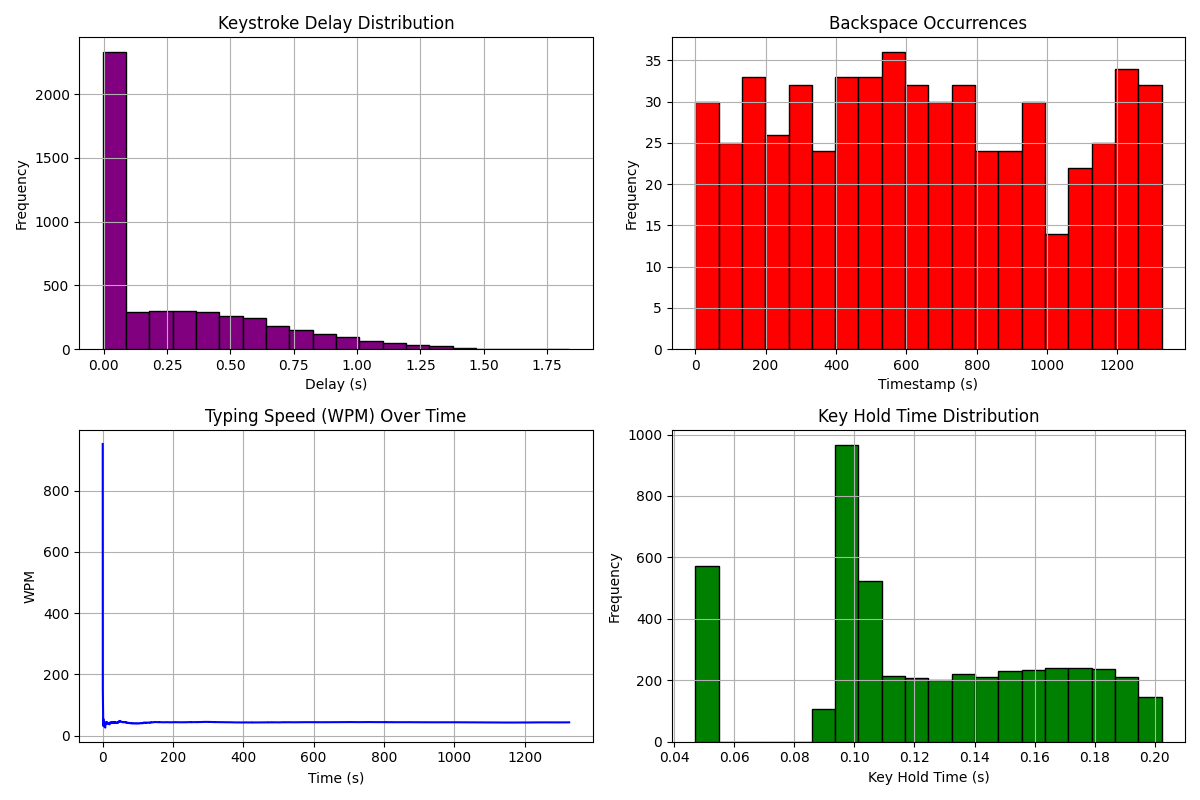 Keystroke Delay Distribution
Frequency
2000
1500
1000
500
0
0.00 0.25 0.50 0.75 1.00 1.25 1.50 1.75
Delay (s)
Backspace Occurrences
Frequency
35
30
25
20
15
10
5
0
0 200 400 600 800 1000 1200
Timestamp (s)
Typing Speed (WPM) Over Time
WPM
800
600
400
200
0
0 200 400 600 800 1000 1200
Time (s)
Key Hold Time Distribution
Frequency
1000
800
600
400
200
0
0.04 0.06 0.08 0.10 0.12 0.14 0.16 0.18 0.20
Key Hold Time (s)